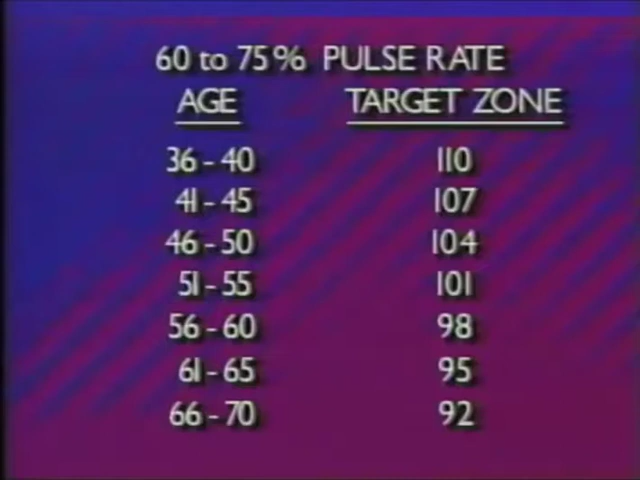 60 to 75% PULSE RATE
AGE TARGET ZONE
36 - 40 110
41 - 45 107
46 - 50 104
51 - 55 101
56 - 60 98
61 - 65 95
66 - 70 92